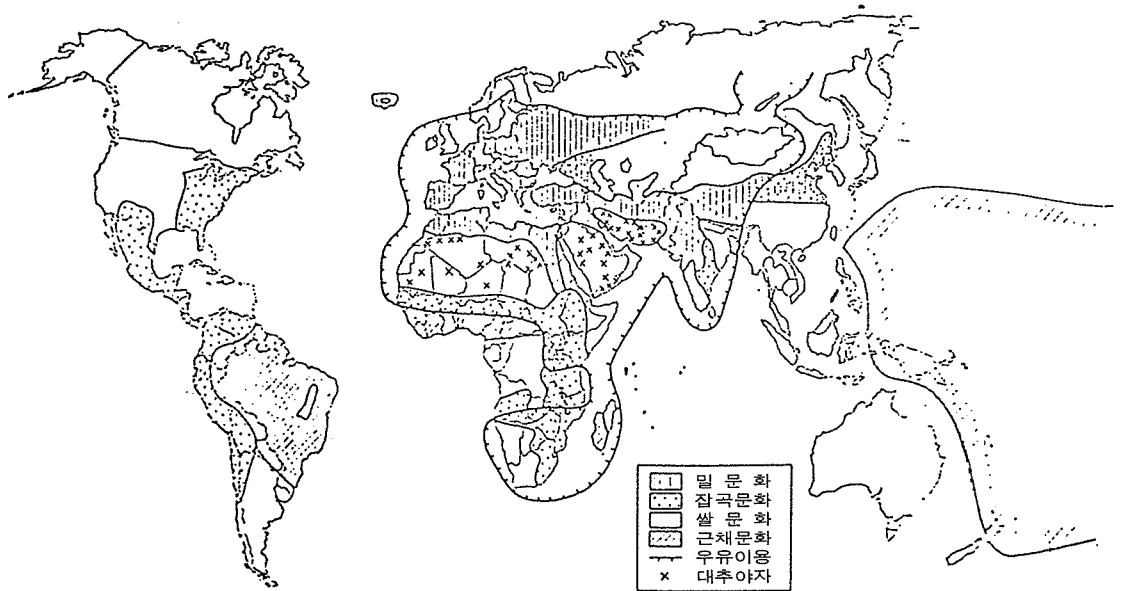 밀 문 화
잡곡문화
쌀 문 화
근채문화
우유이용
대추야자